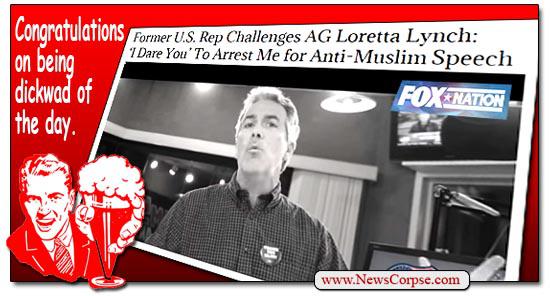 Congratulations
on being
dickwad of
the day.
Former U.S. Rep Challenges AG Loretta Lynch:
'I Dare You' To Arrest Me for Anti-Muslim Speech
FOX NATION
www.NewsCorpse.com